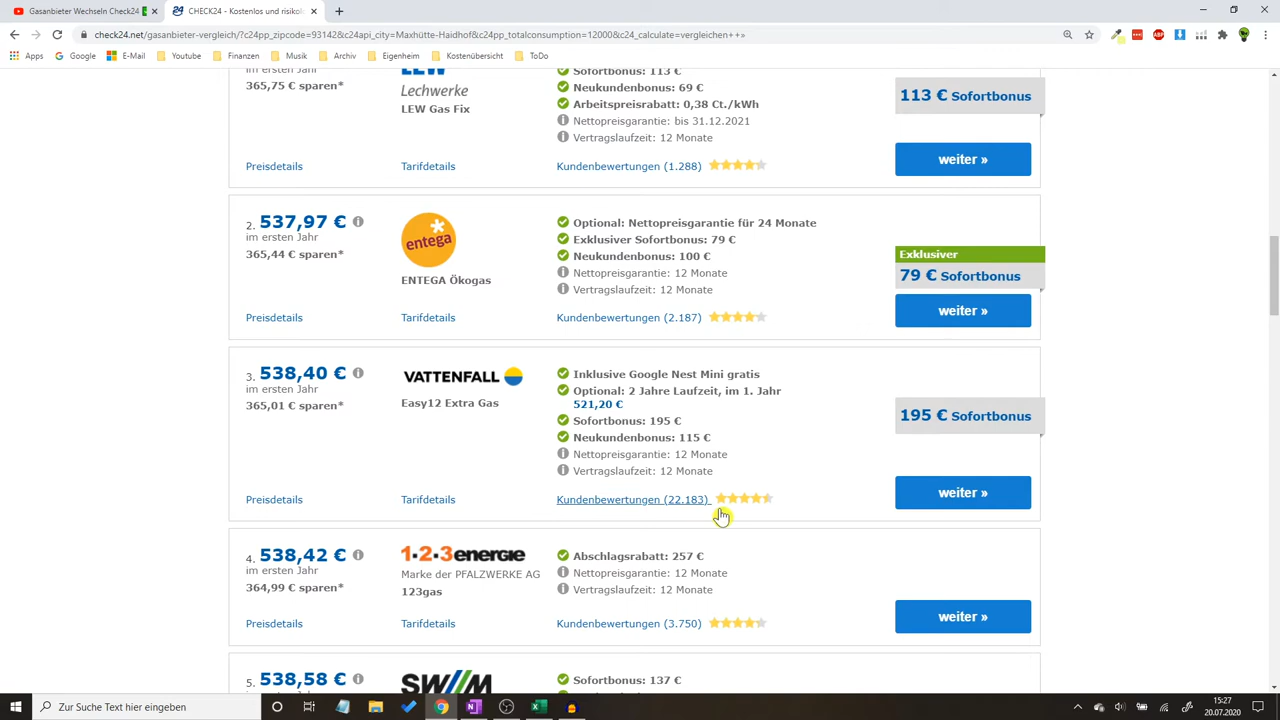 Gasanbieter Wechseln Check24
CHECK24 - Kostenlos und risikol
check24.net/gasanbieter-vergleich/?c24pp_zipcode=93142&c24api_city=Maxhütte-Haidhof&c24pp_totalconsumption=12000&c24_calculate=vergleichen++»
Apps
Google
E-Mail
Youtube
Finanzen
Musik
Archiv
Eigenheim
Kostenübersicht
ToDo
im ersten Jahr
365,75 € sparen*
LEW
Lechwerke
LEW Gas Fix
Sofortbonus: 113 €
Neukundenbonus: 69 €
Arbeitspreisrabatt: 0,38 Ct./kWh
Nettopreisgarantie: bis 31.12.2021
Vertragslaufzeit: 12 Monate
113 € Sofortbonus
weiter »
Preisdetails
Tarifdetails
Kundenbewertungen (1.288)
2. 537,97 €
im ersten Jahr
365,44 € sparen*
entega
ENTEGA Ökogas
Optional: Nettopreisgarantie für 24 Monate
Exklusiver Sofortbonus: 79 €
Neukundenbonus: 100 €
Nettopreisgarantie: 12 Monate
Vertragslaufzeit: 12 Monate
Exklusiver
79 € Sofortbonus
weiter »
Preisdetails
Tarifdetails
Kundenbewertungen (2.187)
3. 538,40 €
im ersten Jahr
365,01 € sparen*
VATTENFALL
Easy12 Extra Gas
Inklusive Google Nest Mini gratis
Optional: 2 Jahre Laufzeit, im 1. Jahr
521,20 €
Sofortbonus: 195 €
Neukundenbonus: 115 €
Nettopreisgarantie: 12 Monate
Vertragslaufzeit: 12 Monate
195 € Sofortbonus
weiter »
Preisdetails
Tarifdetails
Kundenbewertungen (22.183)
4. 538,42 €
im ersten Jahr
364,99 € sparen*
1·2·3energie
Marke der PFALZWERKE AG
123gas
Abschlagsrabatt: 257 €
Nettopreisgarantie: 12 Monate
Vertragslaufzeit: 12 Monate
weiter »
Preisdetails
Tarifdetails
Kundenbewertungen (3.750)
5. 538,58 €
SWM
Sofortbonus: 137 €
Zur Suche Text hier eingeben
15:27
20.07.2020